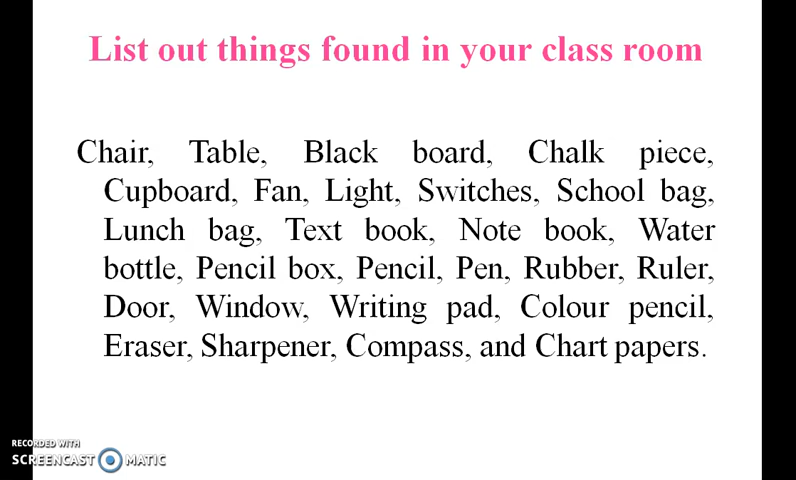 List out things found in your class room
Chair, Table, Black board, Chalk piece,
Cupboard, Fan, Light, Switches, School bag,
Lunch bag, Text book, Note book, Water
bottle, Pencil box, Pencil, Pen, Rubber, Ruler,
Door, Window, Writing pad, Colour pencil,
Eraser, Sharpener, Compass, and Chart papers.
RECORDED WITH
SCREENCAST MATIC